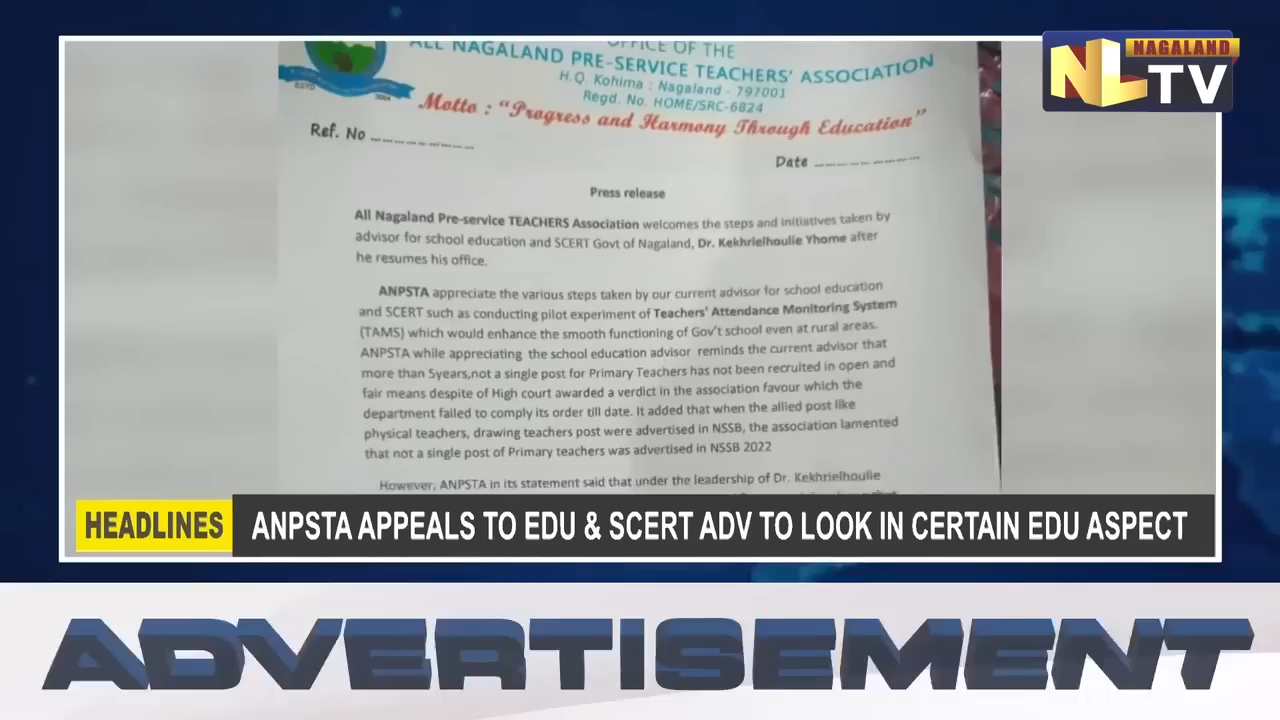 OFFICE OF THE
ALL NAGALAND PRE-SERVICE TEACHERS' ASSOCIATION
H.Q. Kohima : Nagaland - 797001
Regd. No. HOME/SRC-6824
Motto : "Progress and Harmony Through Education"
ESTD
2004
NL NAGALAND TV
Ref. No
Date
Press release
All Nagaland Pre-service TEACHERS Association welcomes the steps and initiatives taken by
advisor for school education and SCERT Govt of Nagaland, Dr. Kekhrielhoulie Yhome after
he resumes his office.
ANPSTA appreciate the various steps taken by our current advisor for school education
and SCERT such as conducting pilot experiment of Teachers' Attendance Monitoring System
(TAMS) which would enhance the smooth functioning of Gov't school even at rural areas.
ANPSTA while appreciating the school education advisor reminds the current advisor that
more than 5years,not a single post for Primary Teachers has not been recruited in open and
fair means despite of High court awarded a verdict in the association favour which the
department failed to comply its order till date. It added that when the allied post like
physical teachers, drawing teachers post were advertised in NSSB, the association lamented
that not a single post of Primary teachers was advertised in NSSB 2022
However, ANPSTA in its statement said that under the leadership of Dr. Kekhrielhoulie
HEADLINES ANPSTA APPEALS TO EDU & SCERT ADV TO LOOK IN CERTAIN EDU ASPECT
ADVERTISEMENT